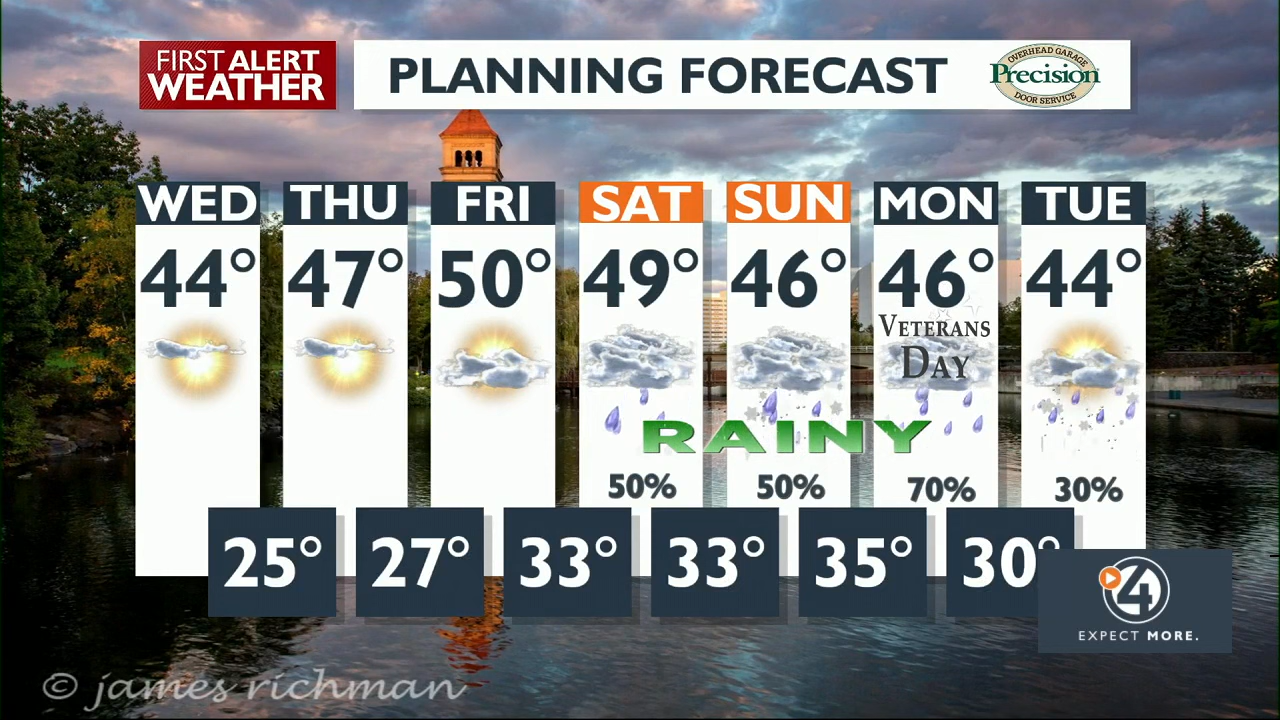 FIRST ALERT
WEATHER
PLANNING FORECAST
OVERHEAD GARAGE
Precision
DOOR SERVICE
WED THU FRI SAT SUN MON TUE
44° 47° 50° 49° 46° 46° 44°
VETERANS
DAY
RAINY
50% 50% 70% 30%
25° 27° 33° 33° 35° 30°
4
EXPECT MORE.
© james richman